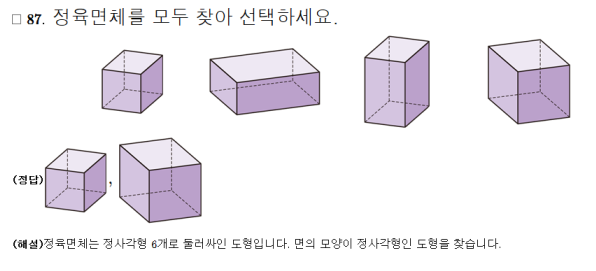 □ 87. 정육면체를 모두 찾아 선택하세요.
(정답) ,
(해설)정육면체는 정사각형 6개로 둘러싸인 도형입니다. 면의 모양이 정사각형인 도형을 찾습니다.